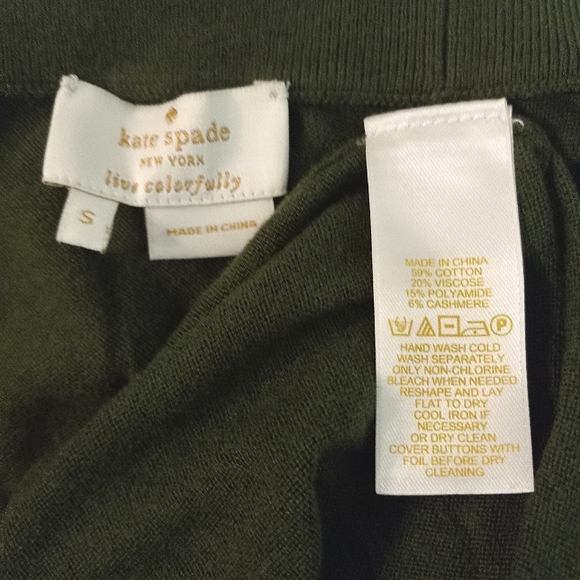 kate spade
NEW YORK
live colorfully
S
MADE IN CHINA
MADE IN CHINA
59% COTTON
20% VISCOSE
15% POLYAMIDE
6% CASHMERE
P
HAND WASH COLD
WASH SEPARATELY
ONLY NON-CHLORINE
BLEACH WHEN NEEDED
RESHAPE AND LAY
FLAT TO DRY
COOL IRON IF
NECESSARY
OR DRY CLEAN
COVER BUTTONS WITH
FOIL BEFORE DRY
CLEANING